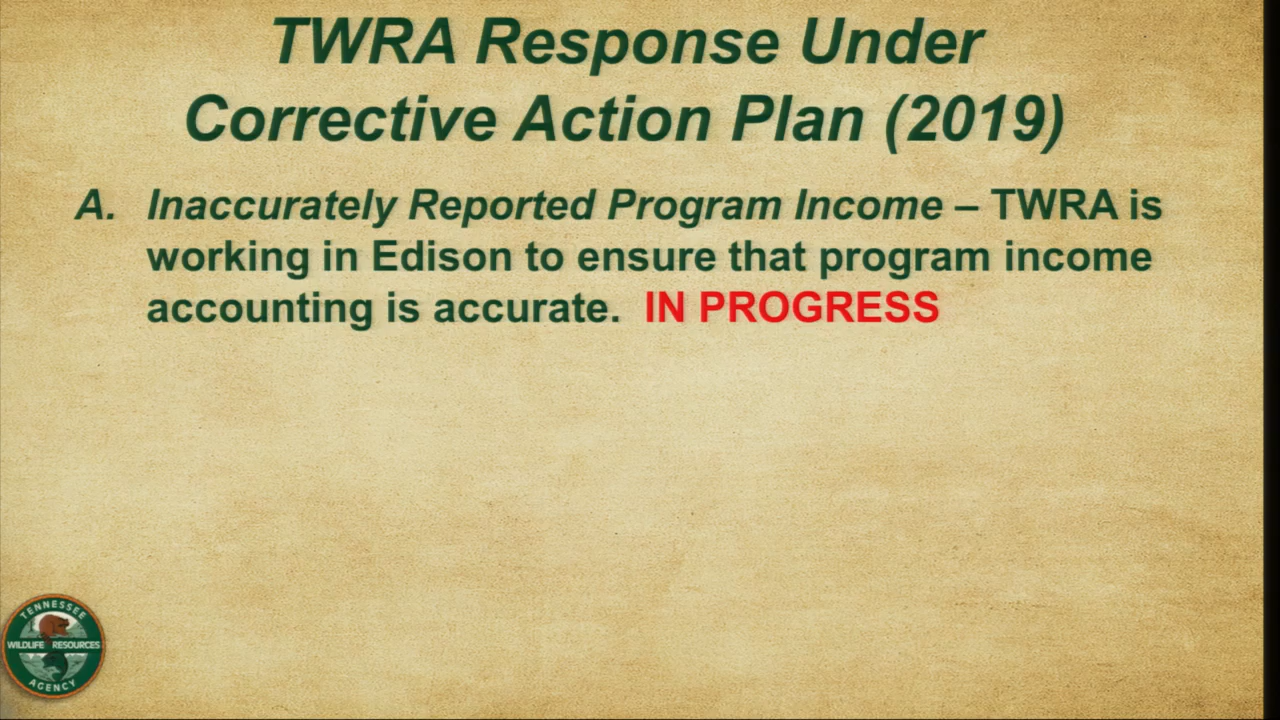 TWRA Response Under
Corrective Action Plan (2019)
A. Inaccurately Reported Program Income – TWRA is
working in Edison to ensure that program income
accounting is accurate. IN PROGRESS
TENNESSEE
WILDLIFE RESOURCES
AGENCY